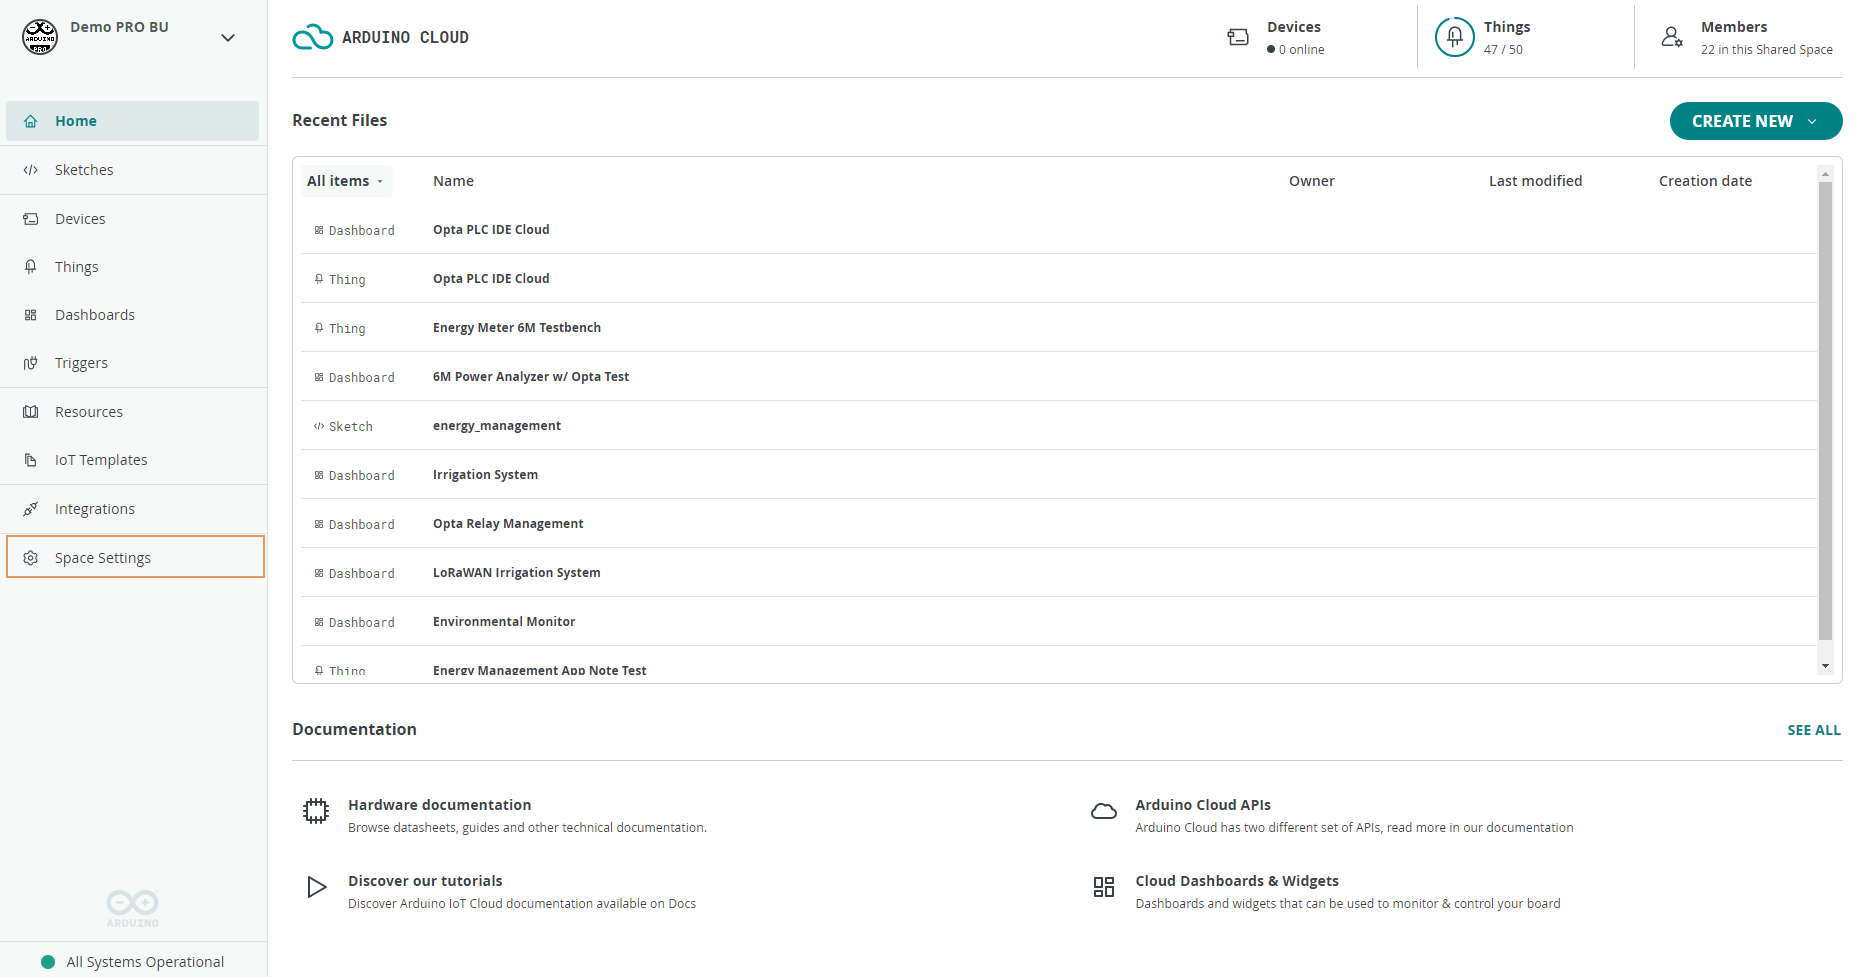 Demo PRO BU
ARDUINO
PRO
Home
Sketches
Devices
Things
Dashboards
Triggers
Resources
IoT Templates
Integrations
Space Settings
ARDUINO
All Systems Operational
ARDUINO CLOUD
Devices
0 online
Things
47 / 50
Members
22 in this Shared Space
Recent Files
CREATE NEW
All items Name Owner Last modified Creation date
Dashboard Opta PLC IDE Cloud
Thing Opta PLC IDE Cloud
Thing Energy Meter 6M Testbench
Dashboard 6M Power Analyzer w/ Opta Test
Sketch energy_management
Dashboard Irrigation System
Dashboard Opta Relay Management
Dashboard LoRaWAN Irrigation System
Dashboard Environmental Monitor
Thing Energy Management App Note Test
Documentation
SEE ALL
Hardware documentation
Browse datasheets, guides and other technical documentation.
Arduino Cloud APIs
Arduino Cloud has two different set of APIs, read more in our documentation
Discover our tutorials
Discover Arduino IoT Cloud documentation available on Docs
Cloud Dashboards & Widgets
Dashboards and widgets that can be used to monitor & control your board